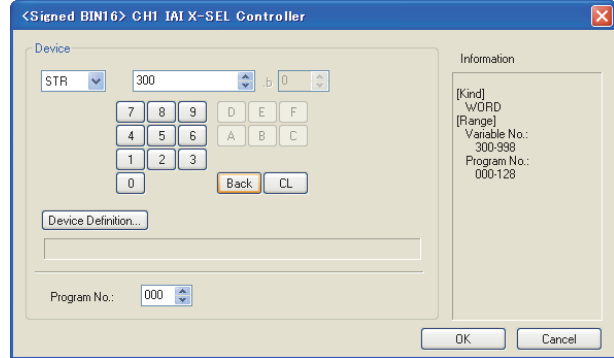 <Signed BIN16> CH1 IAI X-SEL Controller
Device
STR 300 .b 0
7 8 9 D E F
4 5 6 A B C
1 2 3
0 Back CL
Device Definition...
Program No.: 000
Information
[Kind]
WORD
[Range]
Variable No.:
300-998
Program No.:
000-128
OK Cancel